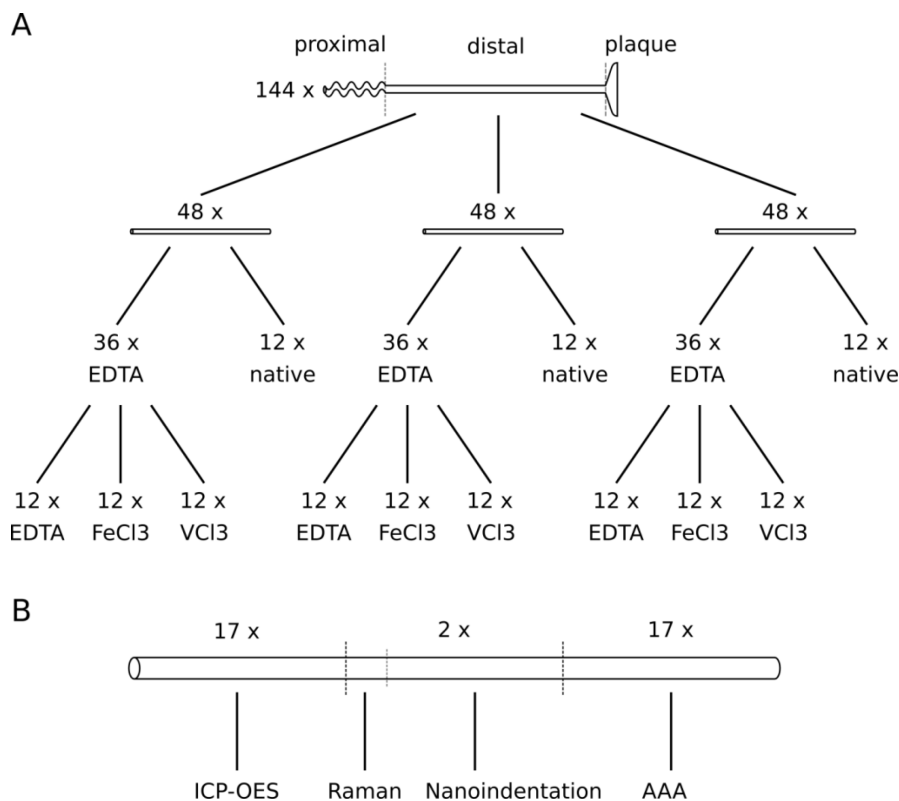 A
proximal distal plaque
144 x
48 x 48 x 48 x
36 x 12 x 36 x 12 x 36 x 12 x
EDTA native EDTA native EDTA native
12 x 12 x 12 x 12 x 12 x 12 x 12 x 12 x 12 x
EDTA FeCl3 VCl3 EDTA FeCl3 VCl3 EDTA FeCl3 VCl3
B
17 x 2 x 17 x
ICP-OES Raman Nanoindentation AAA